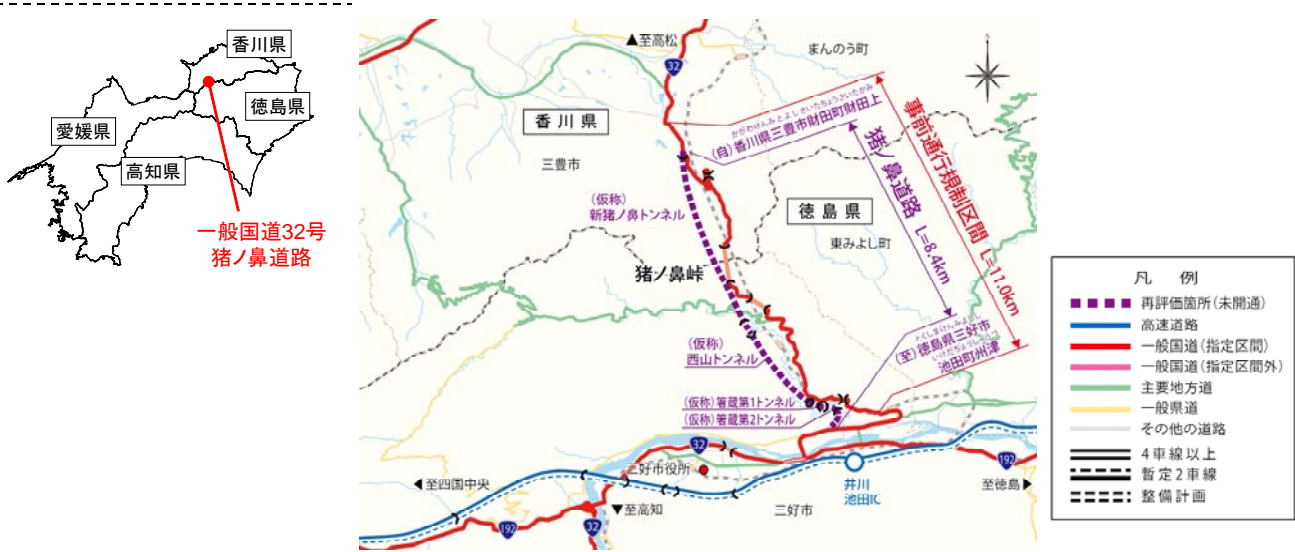 香川県
徳島県
愛媛県
高知県
一般国道32号
猪ノ鼻道路
▲至高松
32
まんのう町
N
香川県
三豊市
かがわけんみとよしさいたちょうさいたかみ
(自)香川県三豊市財田町財田上
事前通行規制区間 L=11.0km
猪ノ鼻道路 L=8.4km
(仮称)
新猪ノ鼻トンネル
徳島県
東みよし町
猪ノ鼻峠
(仮称)
西山トンネル
とくしまけんみよしし
(至)徳島県三好市
池田町州津
(仮称)箸蔵第1トンネル
(仮称)箸蔵第2トンネル
32
三好市役所
192
◀至四国中央
井川
池田IC
至徳島▶
▼至高知
三好市
192
32
凡 例
再評価箇所(未開通)
高速道路
一般国道(指定区間)
一般国道(指定区間外)
主要地方道
一般県道
その他の道路
4車線以上
暫定2車線
整備計画